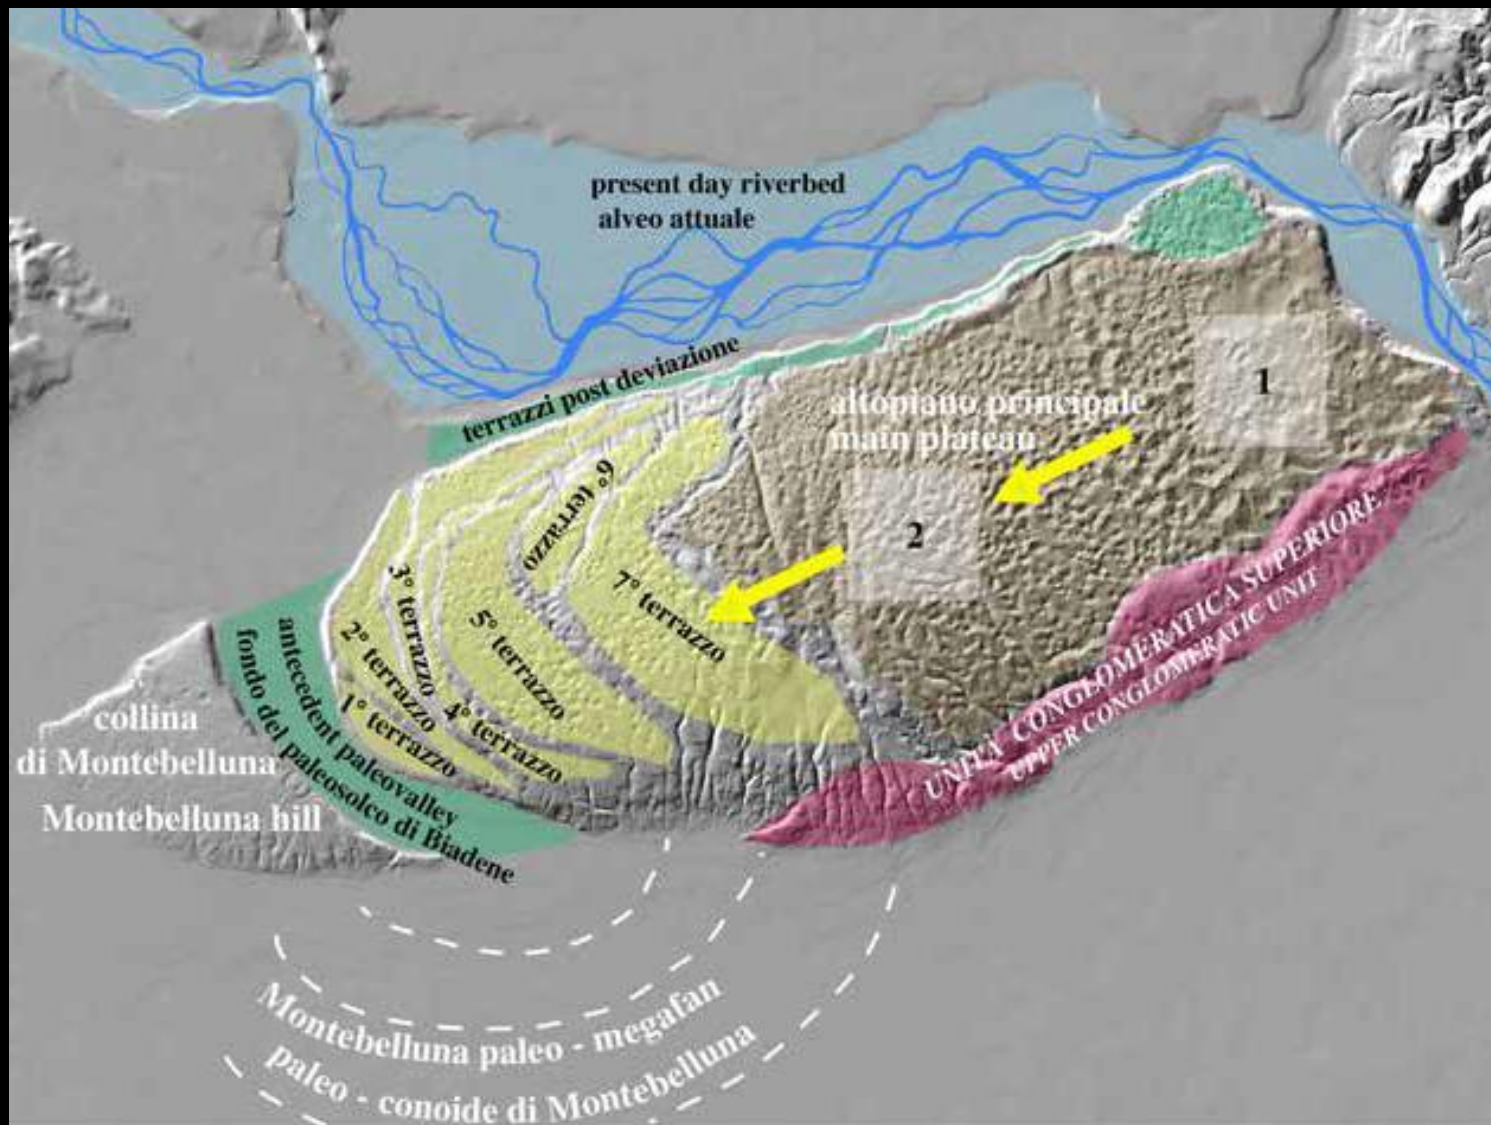 present day riverbed
alveo attuale
terrazzi post deviazione
1
altopiano principale
main plateau
2
6° terrazzo
7° terrazzo
3° terrazzo
5° terrazzo
2° terrazzo
4° terrazzo
1° terrazzo
antecedent paleovalley
fondo del paleosolco di Biadene
collina
di Montebelluna
Montebelluna hill
UNITA' CONGLOMERATICA SUPERIORE
UPPER CONGLOMERATIC UNIT
Montebelluna paleo - megafan
paleo - conoide di Montebelluna